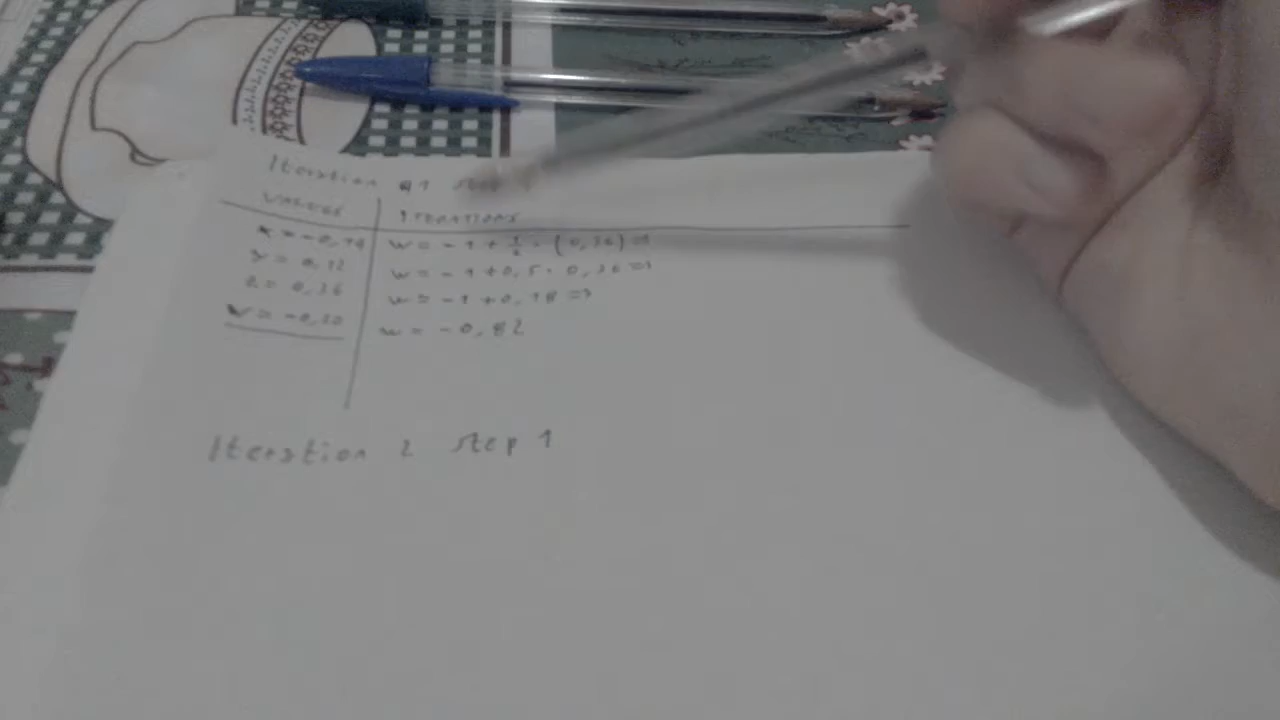 Iteration #1 step
VALUES
ITERATIONS
x = -0,14
y = 0,12
z = 0,36
w = -1 + 1/2 · (0,36) =>
w = -1 + 0,5 · 0,36 =>
w = -1 + 0,18 =>
w = -0,82
Iteration 2 step 1